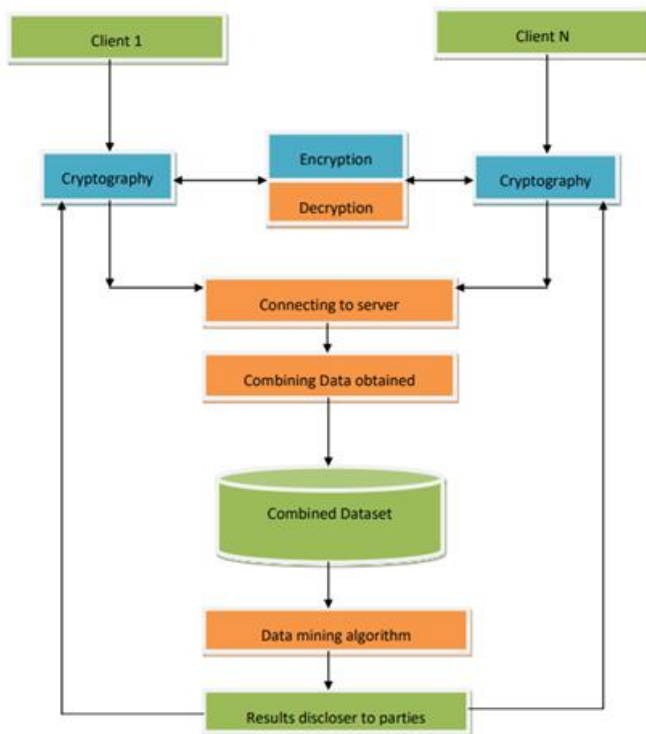 Client 1
Client N
Cryptography
Encryption
Decryption
Cryptography
Connecting to server
Combining Data obtained
Combined Dataset
Data mining algorithm
Results discloser to parties